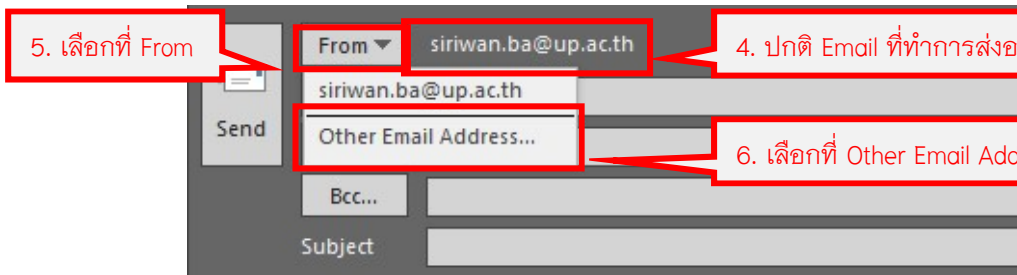 5. เลือกที่ From
From
siriwan.ba@up.ac.th
4. ปกติ Email ที่ทำการส่งอ
siriwan.ba@up.ac.th
Send
Other Email Address...
6. เลือกที่ Other Email Add
Bcc...
Subject